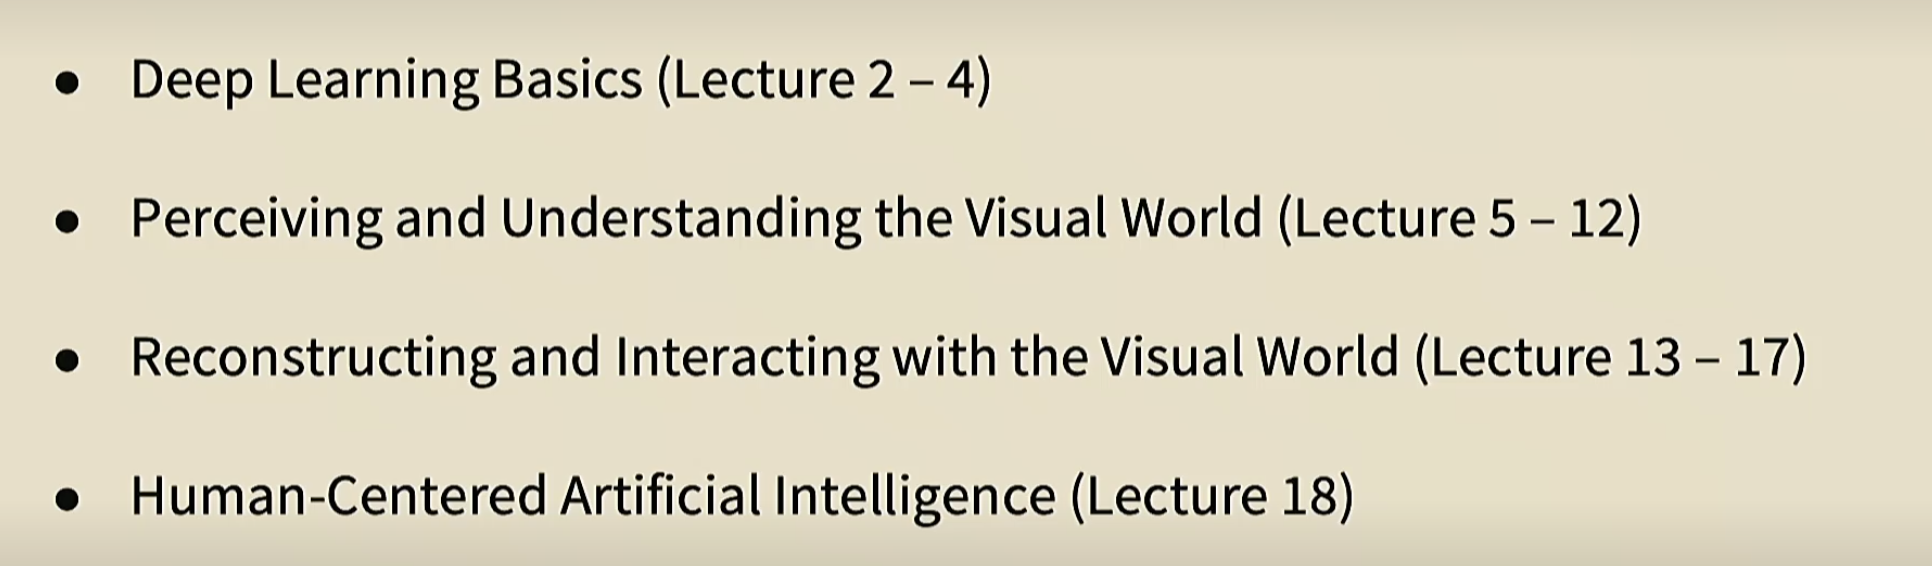 • Deep Learning Basics (Lecture 2 – 4)
• Perceiving and Understanding the Visual World (Lecture 5 – 12)
• Reconstructing and Interacting with the Visual World (Lecture 13 – 17)
• Human-Centered Artificial Intelligence (Lecture 18)